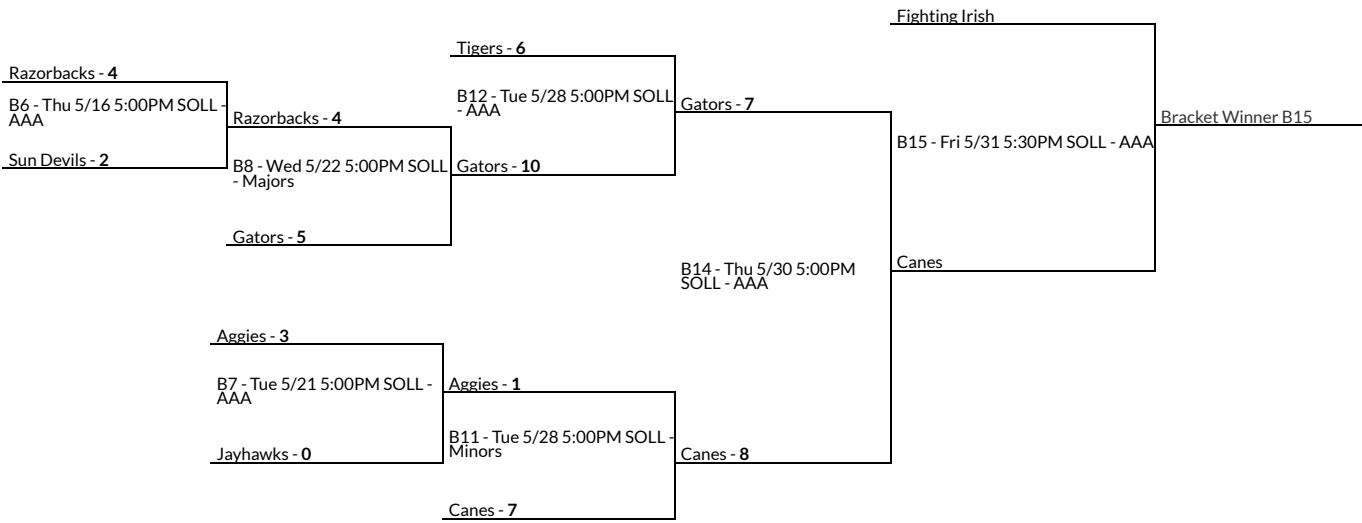 Fighting Irish
Tigers - 6
Razorbacks - 4
B6 - Thu 5/16 5:00PM SOLL -
AAA
B12 - Tue 5/28 5:00PM SOLL
- AAA
Gators - 7
Razorbacks - 4
Bracket Winner B15
B15 - Fri 5/31 5:30PM SOLL - AAA
Sun Devils - 2
B8 - Wed 5/22 5:00PM SOLL
- Majors
Gators - 10
Gators - 5
B14 - Thu 5/30 5:00PM
SOLL - AAA
Canes
Aggies - 3
B7 - Tue 5/21 5:00PM SOLL -
AAA
Aggies - 1
B11 - Tue 5/28 5:00PM SOLL -
Minors
Jayhawks - 0
Canes - 8
Canes - 7